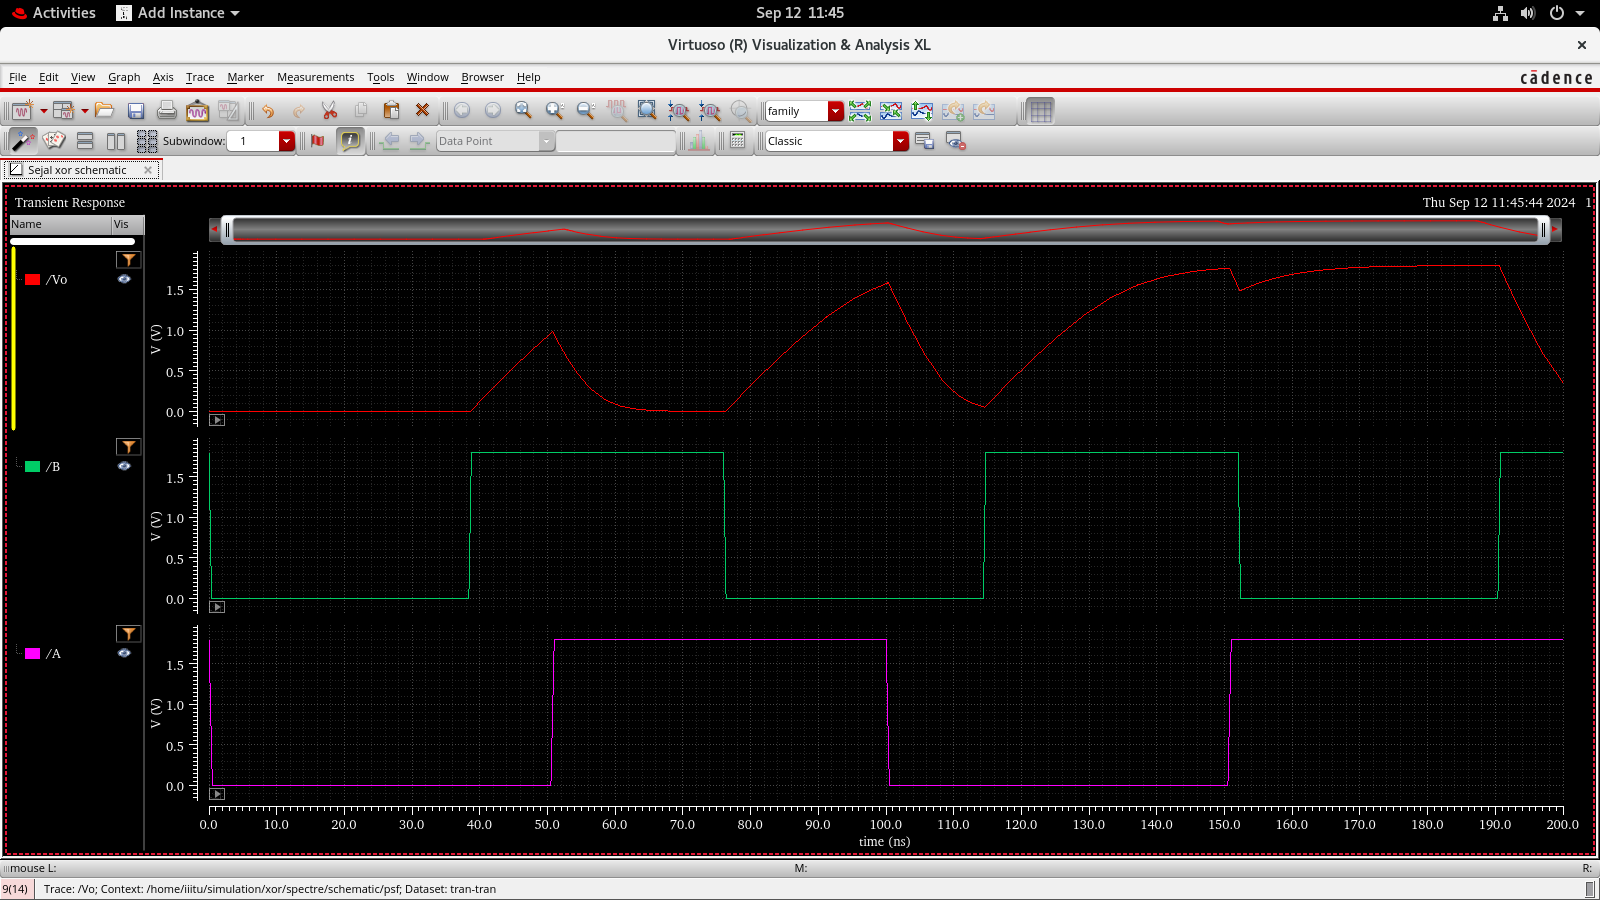 Activities Add Instance Sep 12 11:45
Virtuoso (R) Visualization & Analysis XL
File Edit View Graph Axis Trace Marker Measurements Tools Window Browser Help cādence
family
Subwindow: 1 Data Point Classic
Sejal xor schematic
Transient Response Thu Sep 12 11:45:44 2024 1
Name Vis
/Vo
V (V)
1.5
1.0
0.5
0.0
/B
V (V)
1.5
1.0
0.5
0.0
/A
V (V)
1.5
1.0
0.5
0.0
0.0 10.0 20.0 30.0 40.0 50.0 60.0 70.0 80.0 90.0 100.0 110.0 120.0 130.0 140.0 150.0 160.0 170.0 180.0 190.0 200.0
time (ns)
mouse L: M: R:
9(14) Trace: /Vo; Context: /home/iiitu/simulation/xor/spectre/schematic/psf; Dataset: tran-tran